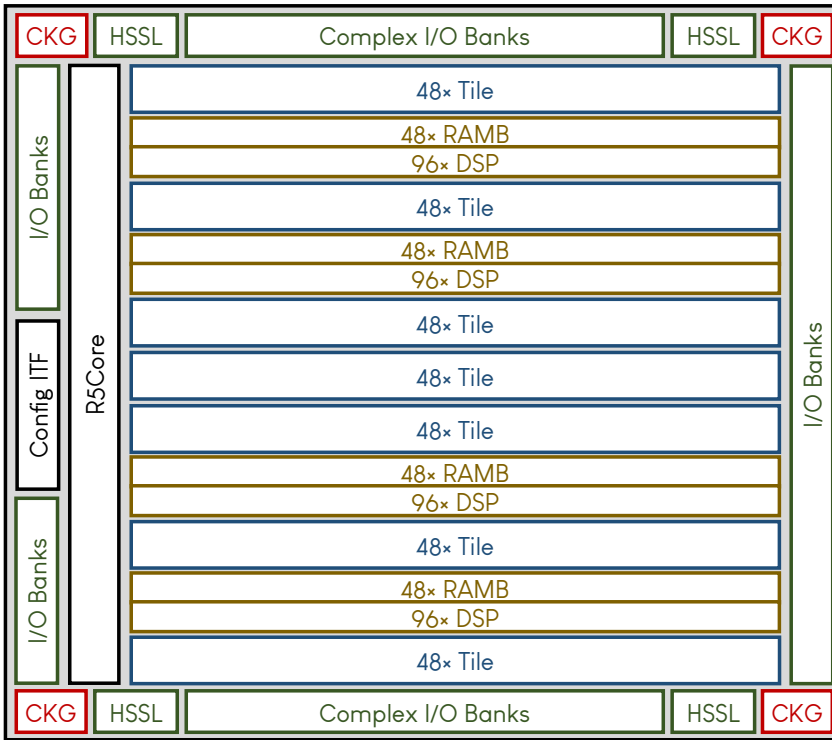 CKG
HSSL
Complex I/O Banks
HSSL
CKG
I/O Banks
Config ITF
I/O Banks
R5Core
48× Tile
48× RAMB
96× DSP
48× Tile
48× RAMB
96× DSP
48× Tile
48× Tile
48× Tile
48× RAMB
96× DSP
48× Tile
48× RAMB
96× DSP
48× Tile
I/O Banks
CKG
HSSL
Complex I/O Banks
HSSL
CKG